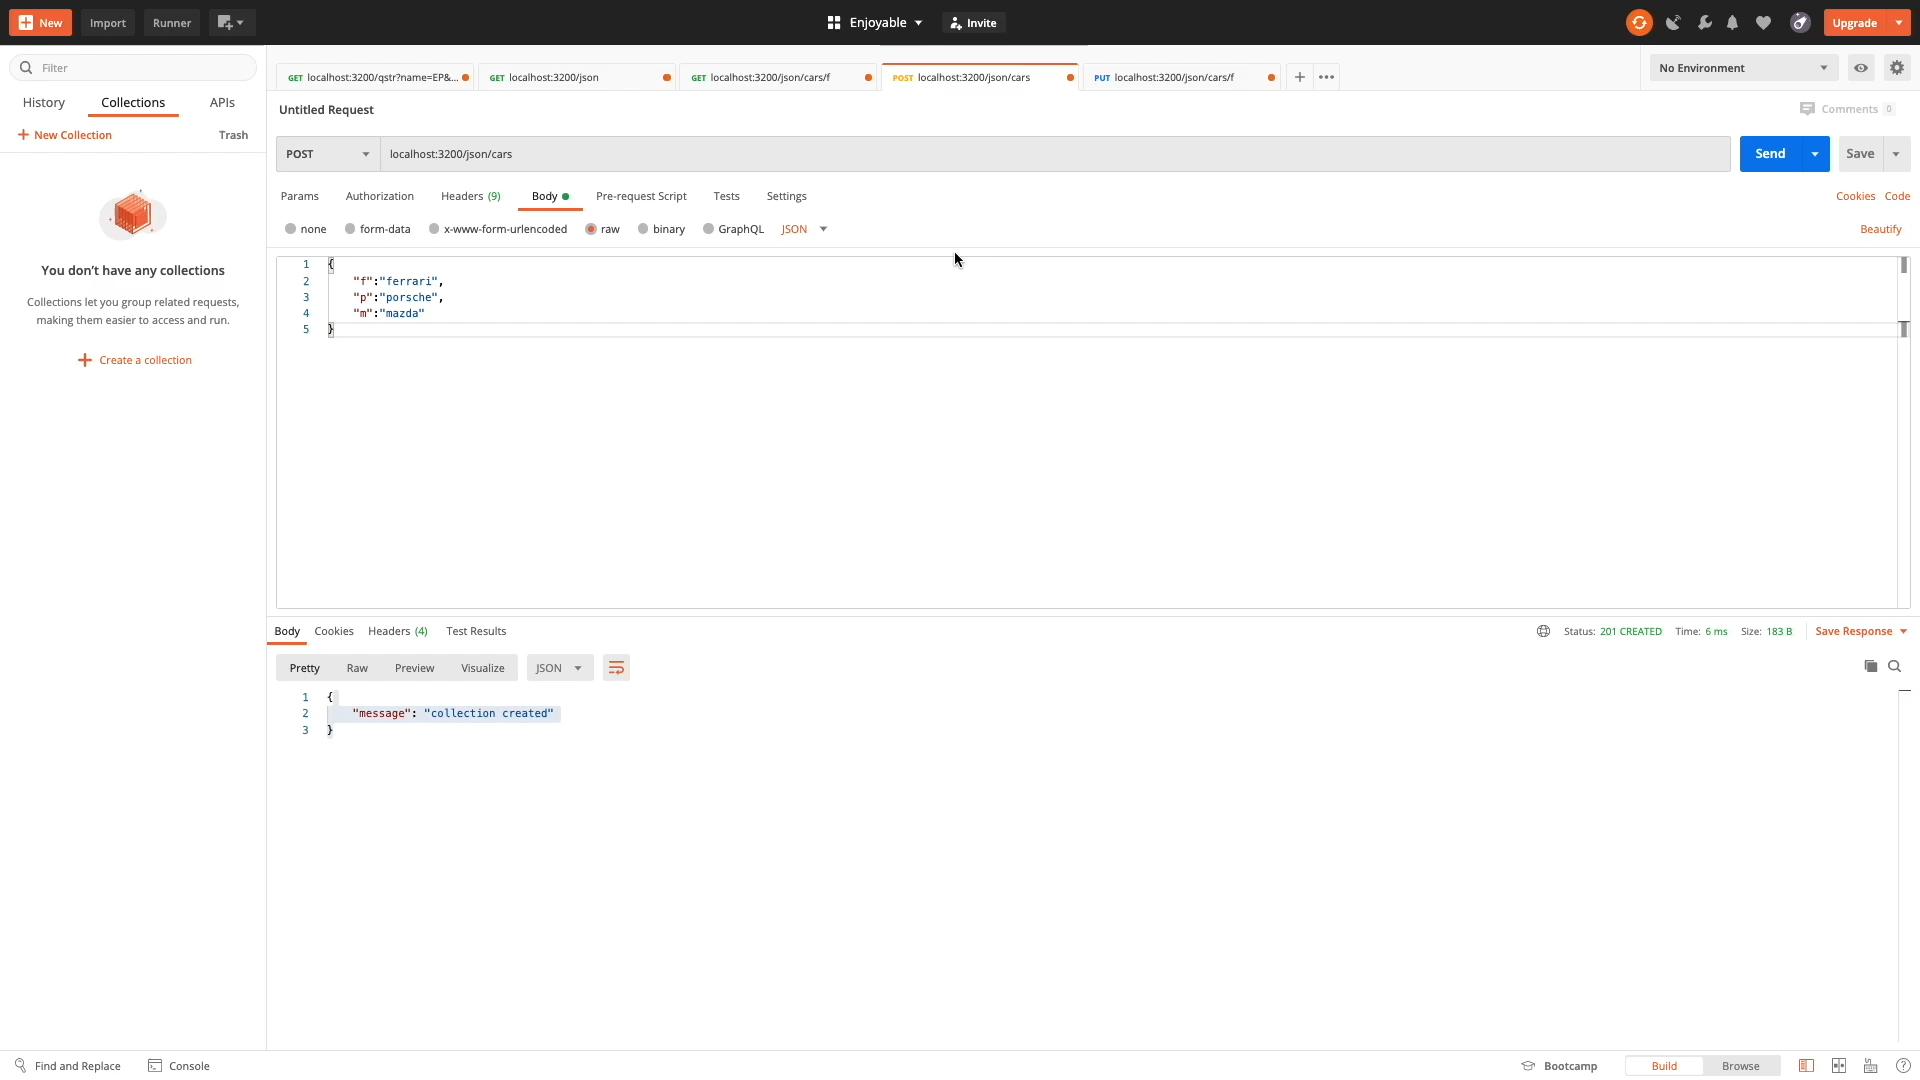 New
Import
Runner
Enjoyable
Invite
Upgrade
Filter
GET localhost:3200/qstr?name=EP&...
GET localhost:3200/json
GET localhost:3200/json/cars/f
POST localhost:3200/json/cars
PUT localhost:3200/json/cars/f
No Environment
History
Collections
APIs
Untitled Request
Comments 0
New Collection
Trash
POST
localhost:3200/json/cars
Send
Save
Params
Authorization
Headers (9)
Body
Pre-request Script
Tests
Settings
Cookies
Code
none
form-data
x-www-form-urlencoded
raw
binary
GraphQL
JSON
Beautify
1 {
2 "f":"ferrari",
3 "p":"porsche",
4 "m":"mazda"
5 }
You don't have any collections
Collections let you group related requests,
making them easier to access and run.
Create a collection
Body
Cookies
Headers (4)
Test Results
Status: 201 CREATED
Time: 6 ms
Size: 183 B
Save Response
Pretty
Raw
Preview
Visualize
JSON
1 {
2 "message": "collection created"
3 }
Find and Replace
Console
Bootcamp
Build
Browse